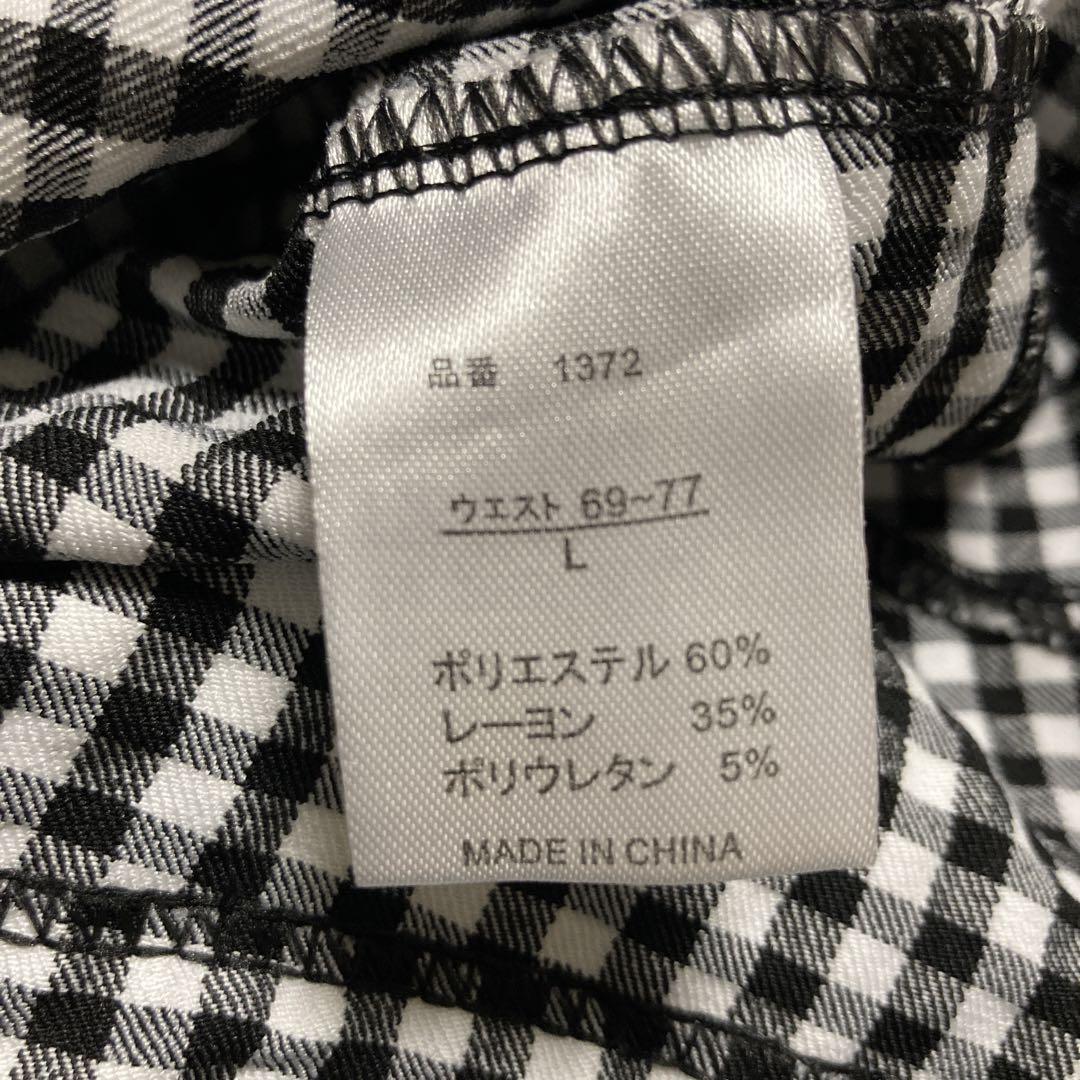 品番 1372
ウエスト 69~77
L
ポリエステル 60%
レーヨン 35%
ポリウレタン 5%
MADE IN CHINA